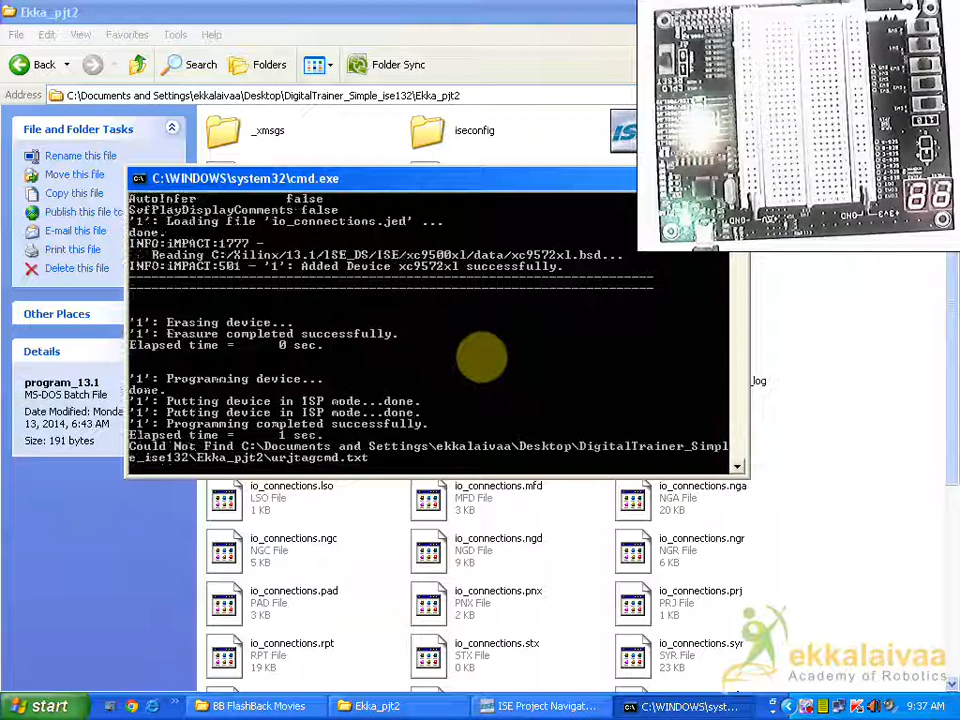 Ekka_pjt2
File Edit View Favorites Tools Help
Back Search Folders Folder Sync
Address C:\Documents and Settings\ekkalaivaa\Desktop\DigitalTrainer_Simple_ise132\Ekka_pjt2
File and Folder Tasks
Rename this file
Move this file
Copy this file
Publish this file to
E-mail this file
Print this file
Delete this file
Other Places
Details
program_13.1
MS-DOS Batch File
Date Modified: Monda
13, 2014, 6:43 AM
Size: 191 bytes
_xmsgs
iseconfig
C:\WINDOWS\system32\cmd.exe
AutoInfer false
SvfPlayDisplayComments false
'1': Loading file 'io_connections.jed' ...
done.
INFO:iMPACT:1777 -
Reading C:/Xilinx/13.1/ISE_DS/ISE/xc9500xl/data/xc9572xl.bsd...
INFO:iMPACT:501 - '1': Added Device xc9572xl successfully.
----------------------------------------------------------------------
----------------------------------------------------------------------
'1': Erasing device...
'1': Erasure completed successfully.
Elapsed time = 0 sec.
'1': Programming device...
done.
'1': Putting device in ISP mode...done.
'1': Putting device in ISP mode...done.
'1': Programming completed successfully.
Elapsed time = 1 sec.
Could Not Find C:\Documents and Settings\ekkalaivaa\Desktop\DigitalTrainer_Simpl
e_ise132\Ekka_pjt2\urjtagcmd.txt
_log
io_connections.lso
LSO File
1 KB
io_connections.mfd
MFD File
3 KB
io_connections.nga
NGA File
20 KB
io_connections.ngc
NGC File
5 KB
io_connections.ngd
NGD File
9 KB
io_connections.ngr
NGR File
6 KB
io_connections.pad
PAD File
3 KB
io_connections.pnx
PNX File
2 KB
io_connections.prj
PRJ File
1 KB
io_connections.rpt
RPT File
19 KB
io_connections.stx
STX File
0 KB
io_connections.syr
SYR File
23 KB
ekkalaivaa
Academy of Robotics
start
BB FlashBack Movies
Ekka_pjt2
ISE Project Navigat...
C:\WINDOWS\syst...
9:37 AM